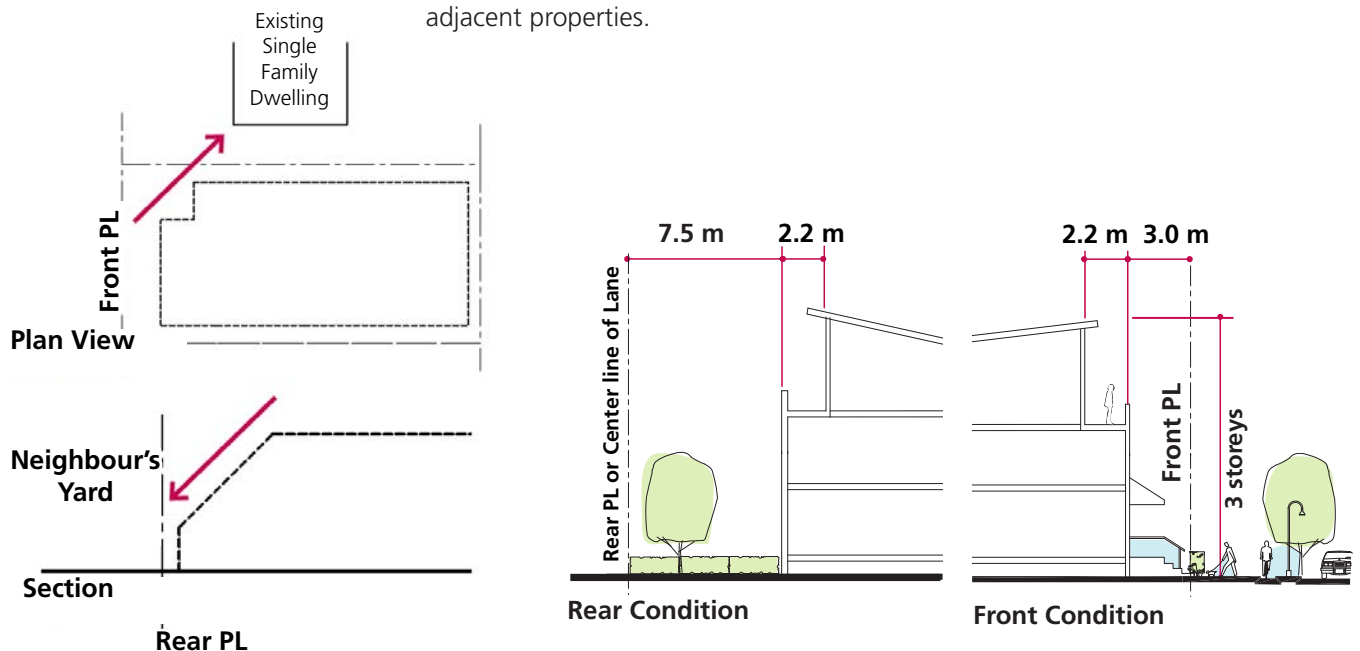 adjacent properties.
Existing
Single
Family
Dwelling
Front PL
Plan View
Neighbour's
Yard
Section
Rear PL
7.5 m
2.2 m
Rear PL or Center line of Lane
Rear Condition
2.2 m
3.0 m
Front PL
3 storeys
Front Condition